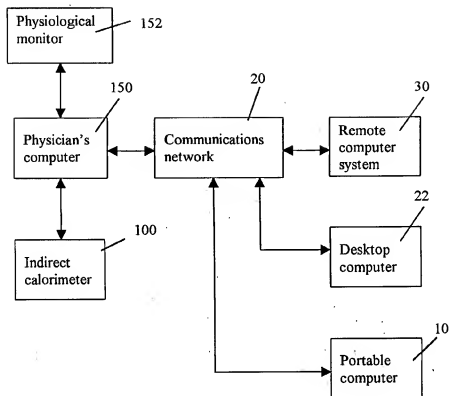 Physiological
monitor
152
150
Physician's
computer
20
Communications
network
30
Remote
computer
system
22
Desktop
computer
100
Indirect
calorimeter
10
Portable
computer